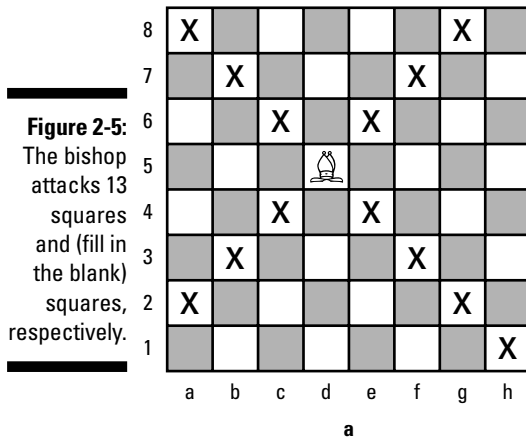 Figure 2-5:
The bishop
attacks 13
squares
and (fill in
the blank)
squares,
respectively.
8 X X
7 X X
6 X X
5
4 X X
3 X X
2 X X
1 X
a b c d e f g h
a